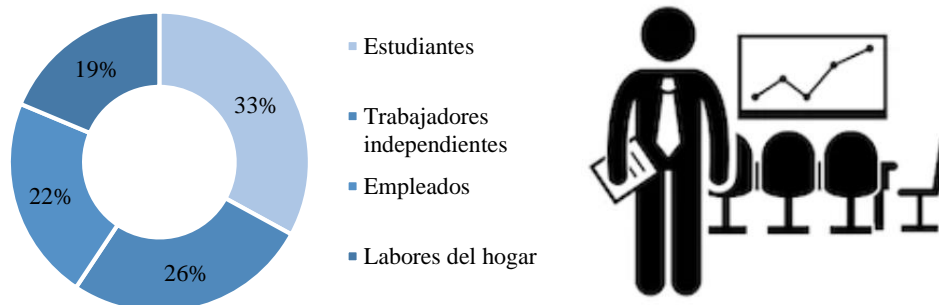 19%
33%
22%
26%
Estudiantes
Trabajadores
independientes
Empleados
Labores del hogar